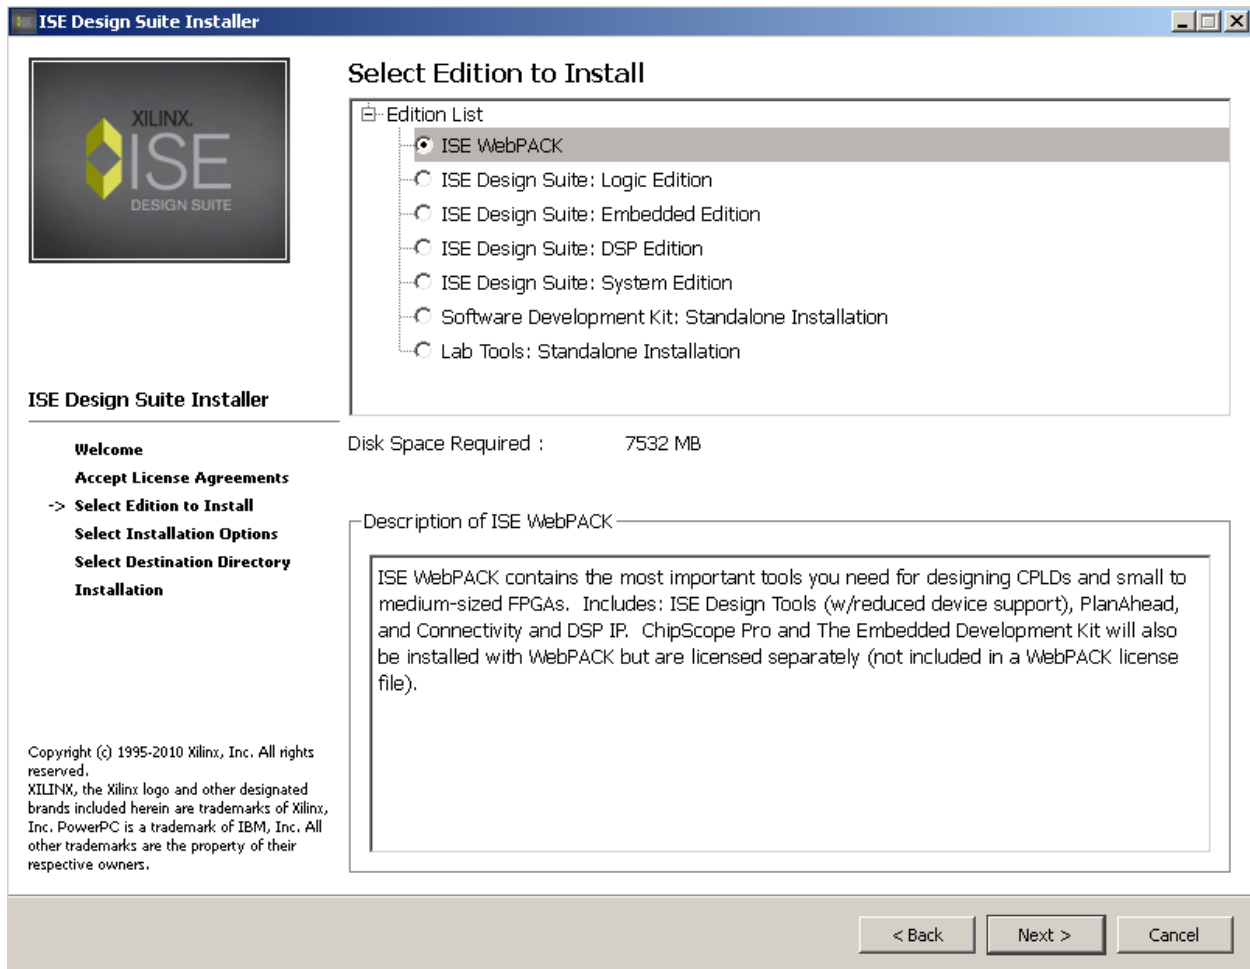 ISE Design Suite Installer
XILINX.
ISE
DESIGN SUITE
Select Edition to Install
Edition List
ISE WebPACK
ISE Design Suite: Logic Edition
ISE Design Suite: Embedded Edition
ISE Design Suite: DSP Edition
ISE Design Suite: System Edition
Software Development Kit: Standalone Installation
Lab Tools: Standalone Installation
ISE Design Suite Installer
Welcome
Accept License Agreements
-> Select Edition to Install
Select Installation Options
Select Destination Directory
Installation
Disk Space Required : 7532 MB
Description of ISE WebPACK
ISE WebPACK contains the most important tools you need for designing CPLDs and small to
medium-sized FPGAs. Includes: ISE Design Tools (w/reduced device support), PlanAhead,
and Connectivity and DSP IP. ChipScope Pro and The Embedded Development Kit will also
be installed with WebPACK but are licensed separately (not included in a WebPACK license
file).
Copyright (c) 1995-2010 Xilinx, Inc. All rights
reserved.
XILINX, the Xilinx logo and other designated
brands included herein are trademarks of Xilinx,
Inc. PowerPC is a trademark of IBM, Inc. All
other trademarks are the property of their
respective owners.
< Back
Next >
Cancel